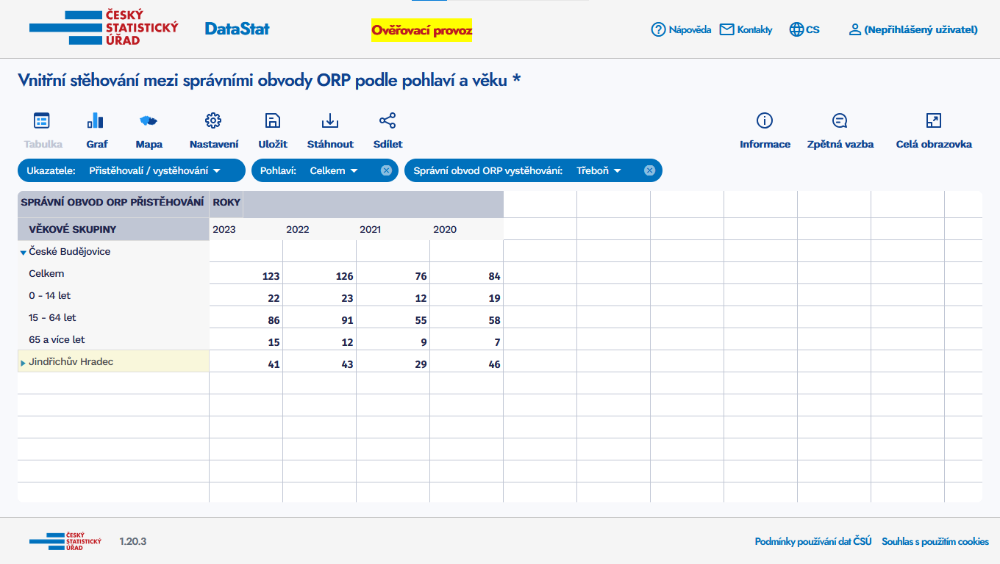 ČESKÝ
STATISTICKÝ
ÚŘAD
DataStat
Ověřovací provoz
Nápověda Kontakty CS (Nepřihlášený uživatel)
Vnitřní stěhování mezi správními obvody ORP podle pohlaví a věku *
Tabulka Graf Mapa Nastavení Uložit Stáhnout Sdílet Informace Zpětná vazba Celá obrazovka
Ukazatele: Přistěhovalí / vystěhování Pohlaví: Celkem Správní obvod ORP vystěhování: Třeboň
SPRÁVNÍ OBVOD ORP PŘISTĚHOVÁNÍ ROKY
VĚKOVÉ SKUPINY 2023 2022 2021 2020
České Budějovice
Celkem 123 126 76 84
0 - 14 let 22 23 12 19
15 - 64 let 86 91 55 58
65 a více let 15 12 9 7
Jindřichův Hradec 41 43 29 46
ČESKÝ
STATISTICKÝ
ÚŘAD
1.20.3 Podmínky používání dat ČSÚ Souhlas s použitím cookies